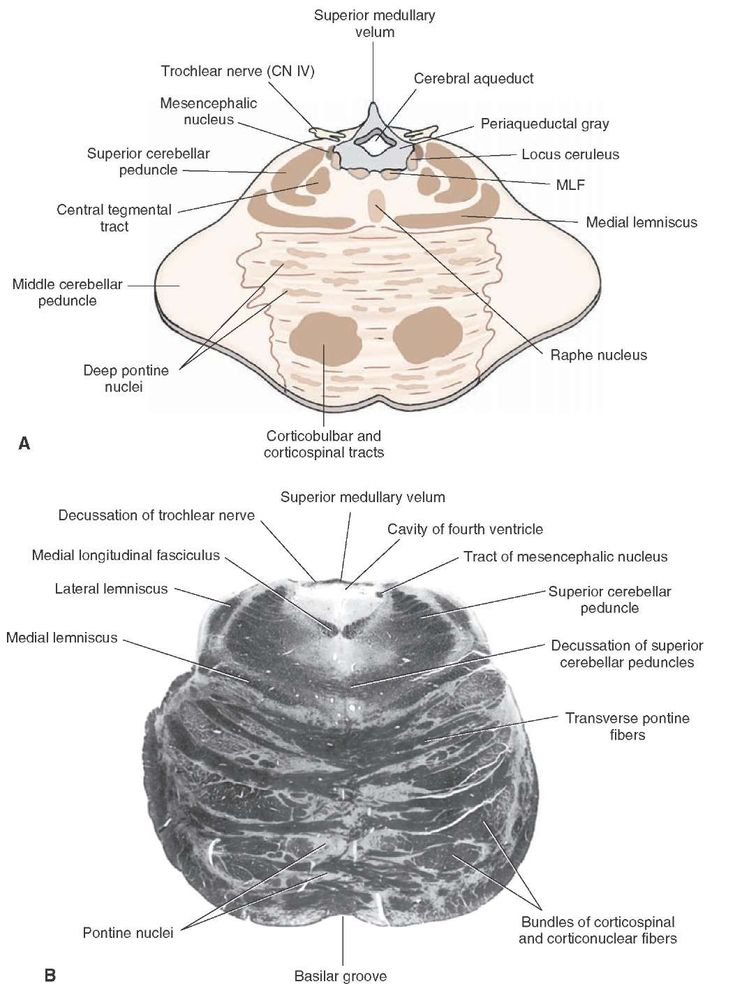 Superior medullary
velum
Trochlear nerve (CN IV)
Cerebral aqueduct
Mesencephalic
nucleus
Periaqueductal gray
Superior cerebellar
peduncle
Locus ceruleus
MLF
Central tegmental
tract
Medial lemniscus
Middle cerebellar
peduncle
Raphe nucleus
Deep pontine
nuclei
Corticobulbar and
corticospinal tracts
A
Superior medullary velum
Decussation of trochlear nerve
Cavity of fourth ventricle
Medial longitudinal fasciculus
Tract of mesencephalic nucleus
Lateral lemniscus
Superior cerebellar
peduncle
Medial lemniscus
Decussation of superior
cerebellar peduncles
Transverse pontine
fibers
Pontine nuclei
Bundles of corticospinal
and corticonuclear fibers
Basilar groove
B